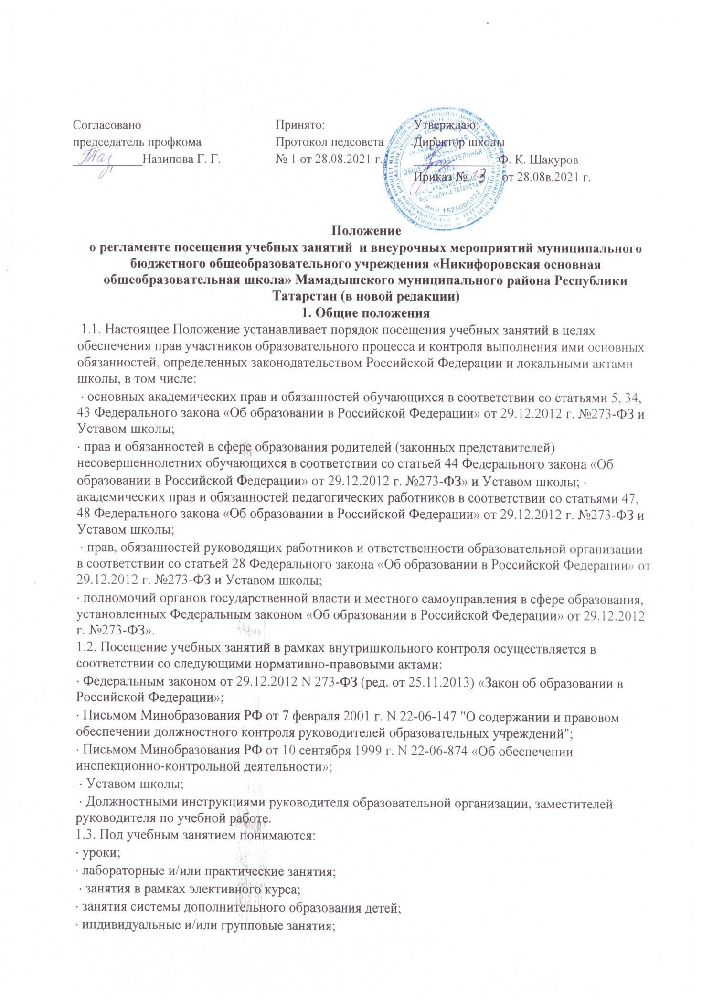 Согласовано Принято: Утверждаю:
председатель профкома Протокол педсовета Директор школы
___________Назипова Г. Г. № 1 от 28.08.2021 г. _____________ Ф. К. Шакуров
Приказ № 13 от 28.08в.2021 г.
«НИКИФОРОВСКАЯ
ОСНОВНАЯ
ОБЩЕОБРАЗОВАТЕЛЬНАЯ
ШКОЛА»
МУНИЦИПАЛЬНОГО РАЙОНА
РЕСПУБЛИКИ ТАТАРСТАН
ИНН 1626006032
Положение
о регламенте посещения учебных занятий и внеурочных мероприятий муниципального
бюджетного общеобразовательного учреждения «Никифоровская основная
общеобразовательная школа» Мамадышского муниципального района Республики
Татарстан (в новой редакции)
1. Общие положения
1.1. Настоящее Положение устанавливает порядок посещения учебных занятий в целях
обеспечения прав участников образовательного процесса и контроля выполнения ими основных
обязанностей, определенных законодательством Российской Федерации и локальными актами
школы, в том числе:
· основных академических прав и обязанностей обучающихся в соответствии со статьями 5, 34,
43 Федерального закона «Об образовании в Российской Федерации» от 29.12.2012 г. №273-ФЗ и
Уставом школы;
· прав и обязанностей в сфере образования родителей (законных представителей)
несовершеннолетних обучающихся в соответствии со статьей 44 Федерального закона «Об
образовании в Российской Федерации» от 29.12.2012 г. №273-ФЗ» и Уставом школы; ·
академических прав и обязанностей педагогических работников в соответствии со статьями 47,
48 Федерального закона «Об образовании в Российской Федерации» от 29.12.2012 г. №273-ФЗ и
Уставом школы;
· прав, обязанностей руководящих работников и ответственности образовательной организации
в соответствии со статьей 28 Федерального закона «Об образовании в Российской Федерации» от
29.12.2012 г. №273-ФЗ и Уставом школы;
· полномочий органов государственной власти и местного самоуправления в сфере образования,
установленных Федеральным законом «Об образовании в Российской Федерации» от 29.12.2012
г. №273-ФЗ».
1.2. Посещение учебных занятий в рамках внутришкольного контроля осуществляется в
соответствии со следующими нормативно-правовыми актами:
· Федеральным законом от 29.12.2012 N 273-ФЗ (ред. от 25.11.2013) «Закон об образовании в
Российской Федерации»;
· Письмом Минобразования РФ от 7 февраля 2001 г. N 22-06-147 "О содержании и правовом
обеспечении должностного контроля руководителей образовательных учреждений";
· Письмом Минобразования РФ от 10 сентября 1999 г. N 22-06-874 «Об обеспечении
инспекционно-контрольной деятельности»;
· Уставом школы;
· Должностными инструкциями руководителя образовательной организации, заместителей
руководителя по учебной работе.
1.3. Под учебным занятием понимаются:
· уроки;
· лабораторные и/или практические занятия;
· занятия в рамках элективного курса;
· занятия системы дополнительного образования детей;
· индивидуальные и/или групповые занятия;